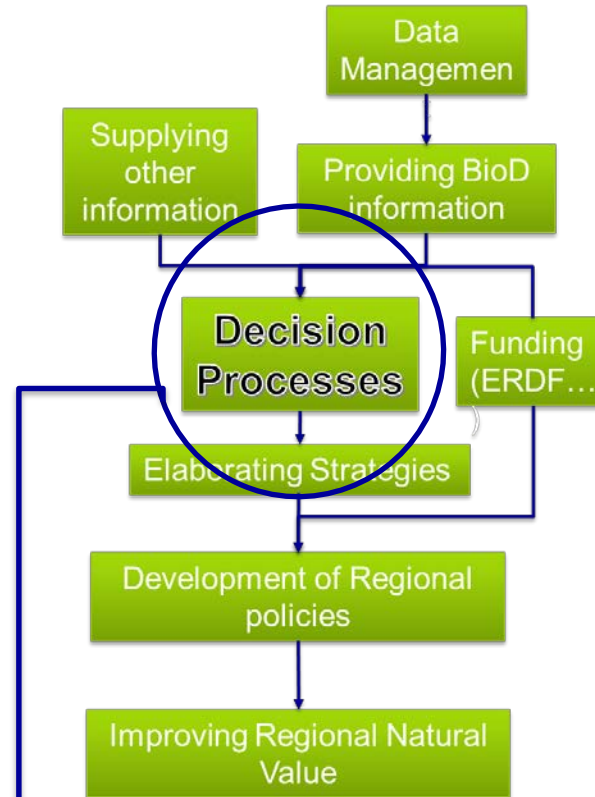 Data
Managemen
Supplying
other
information
Providing BioD
information
Decision
Processes
Funding
(ERDF…
)
Elaborating Strategies
Development of Regional
policies
Improving Regional Natural
Value